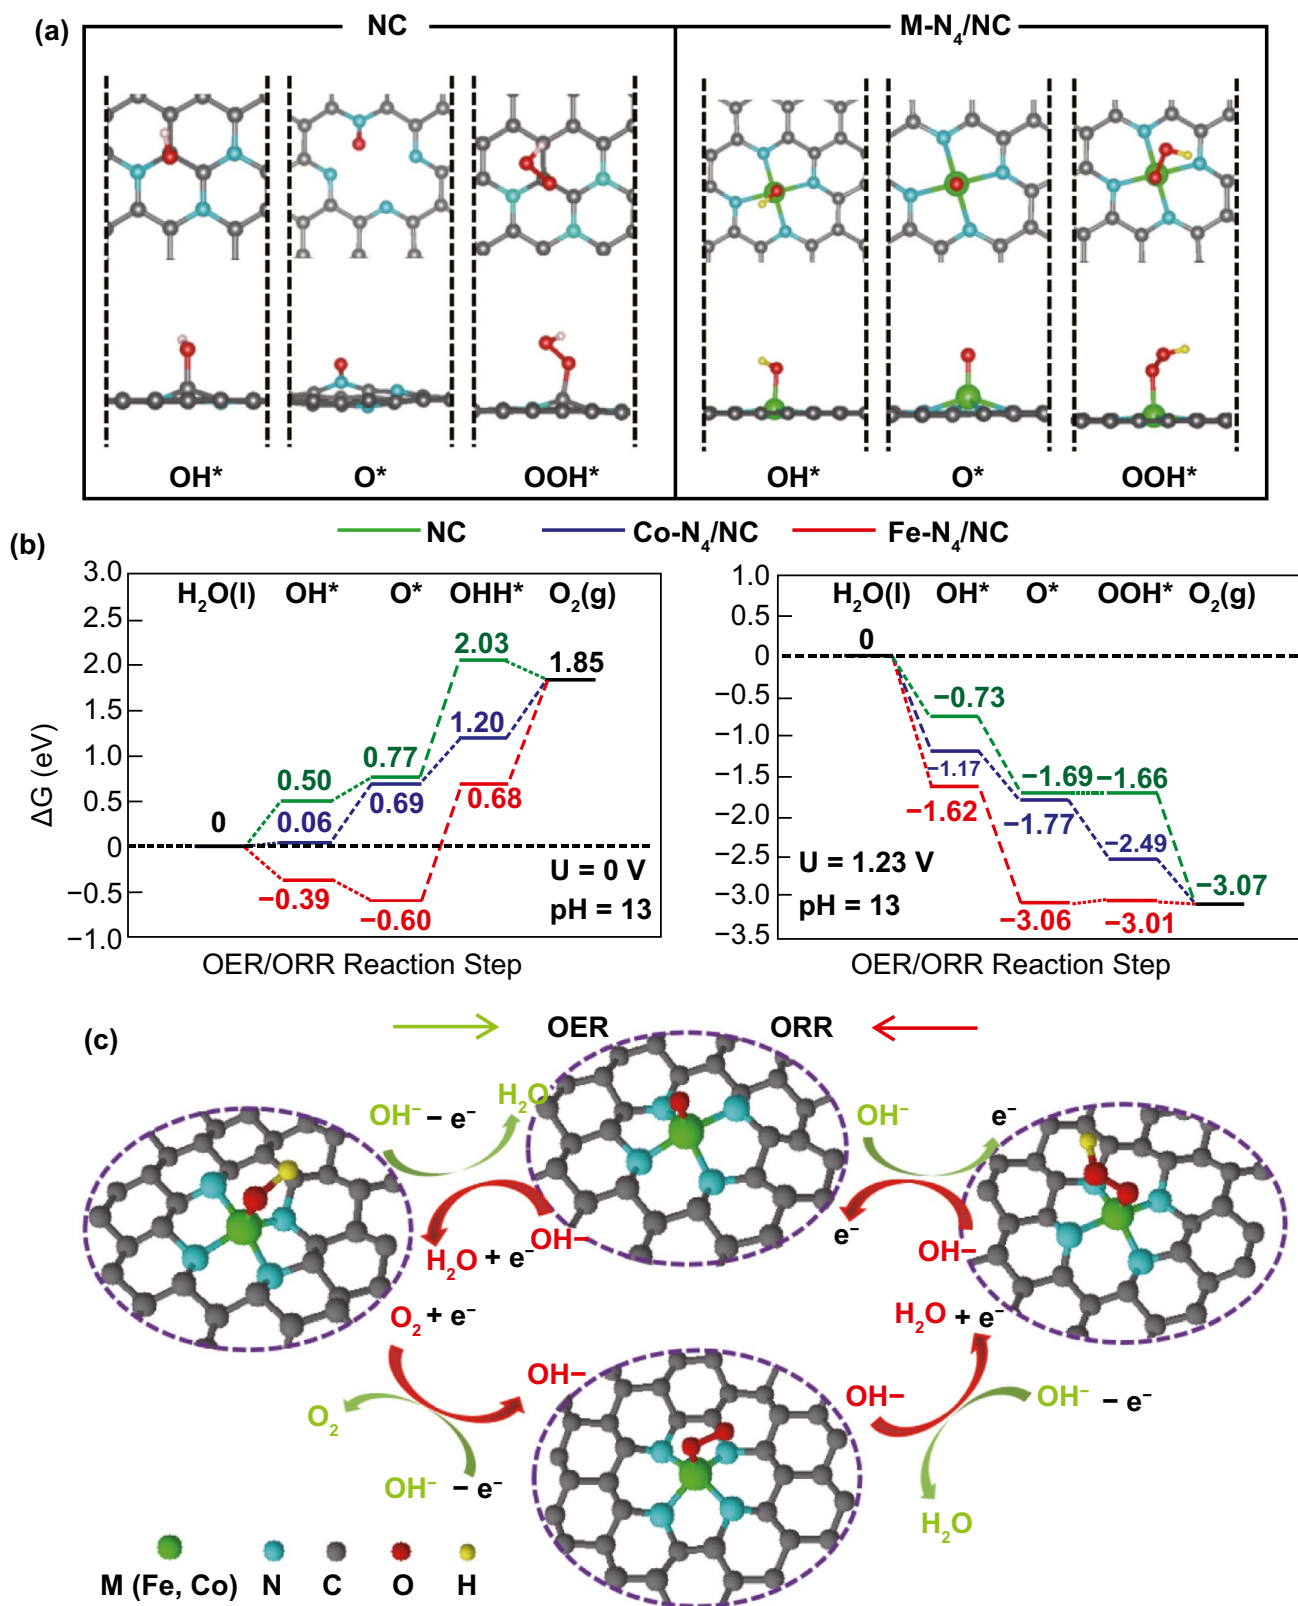 (a)
NC
M-N₄/NC
OH*
O*
OOH*
OH*
O*
OOH*
(b)
NC
Co-N₄/NC
Fe-N₄/NC
ΔG (eV)
3.0
2.5
2.0
1.5
1.0
0.5
0
−0.5
−1.0
H₂O(l)
OH*
O*
OHH*
O₂(g)
0
0.50
0.06
−0.39
0.77
0.69
−0.60
2.03
1.20
0.68
1.85
U = 0 V
pH = 13
OER/ORR Reaction Step
1.0
0.5
0
−0.5
−1.0
−1.5
−2.0
−2.5
−3.0
−3.5
H₂O(l)
OH*
O*
OOH*
O₂(g)
0
−0.73
−1.17
−1.62
−1.69
−1.77
−3.06
−1.66
−2.49
−3.01
−3.07
U = 1.23 V
pH = 13
OER/ORR Reaction Step
(c)
OER
ORR
OH⁻ − e⁻
H₂O
OH⁻
e⁻
H₂O + e⁻
OH−
e⁻
OH−
O₂ + e⁻
OH−
H₂O + e⁻
OH−
O₂
OH⁻ − e⁻
OH⁻ − e⁻
H₂O
M (Fe, Co)
N
C
O
H